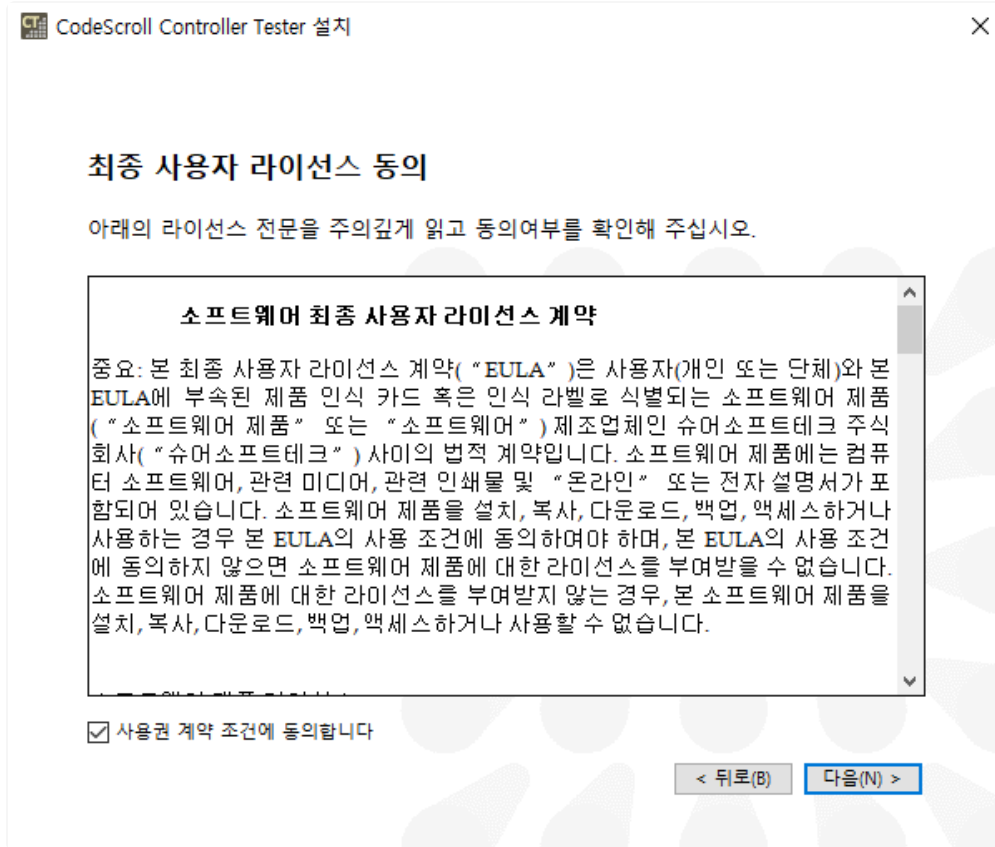 CT
CodeScroll Controller Tester 설치
최종 사용자 라이선스 동의
아래의 라이선스 전문을 주의깊게 읽고 동의여부를 확인해 주십시오.
소프트웨어 최종 사용자 라이선스 계약
중요: 본 최종 사용자 라이선스 계약( “EULA” )은 사용자(개인 또는 단체)와 본
EULA에 부속된 제품 인식 카드 혹은 인식 라벨로 식별되는 소프트웨어 제품
( “소프트웨어 제품” 또는 “소프트웨어” ) 제조업체인 슈어소프트테크 주식
회사( “슈어소프트테크” ) 사이의 법적 계약입니다. 소프트웨어 제품에는 컴퓨
터 소프트웨어, 관련 미디어, 관련 인쇄물 및 “온라인” 또는 전자 설명서가 포
함되어 있습니다. 소프트웨어 제품을 설치, 복사, 다운로드, 백업, 액세스하거나
사용하는 경우 본 EULA의 사용 조건에 동의하여야 하며, 본 EULA의 사용 조건
에 동의하지 않으면 소프트웨어 제품에 대한 라이선스를 부여받을 수 없습니다.
소프트웨어 제품에 대한 라이선스를 부여받지 않는 경우, 본 소프트웨어 제품을
설치, 복사, 다운로드, 백업, 액세스하거나 사용할 수 없습니다.
사용권 계약 조건에 동의합니다
< 뒤로(B)
다음(N) >